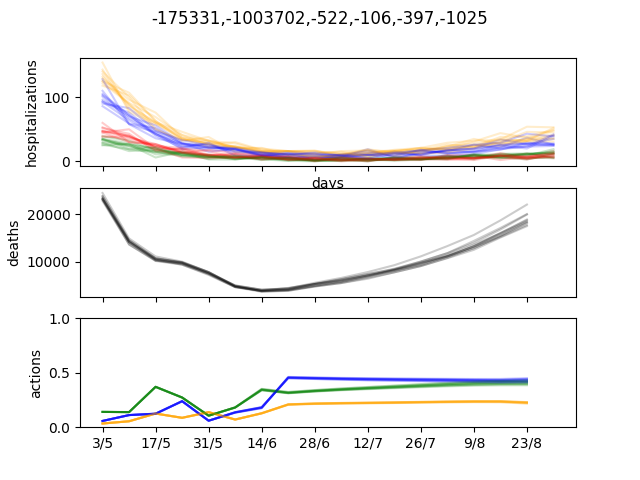 -175331,-1003702,-522,-106,-397,-1025
hospitalizations
100
0
days
deaths
20000
10000
actions
1.0
0.5
0.0
3/5 17/5 31/5 14/6 28/6 12/7 26/7 9/8 23/8